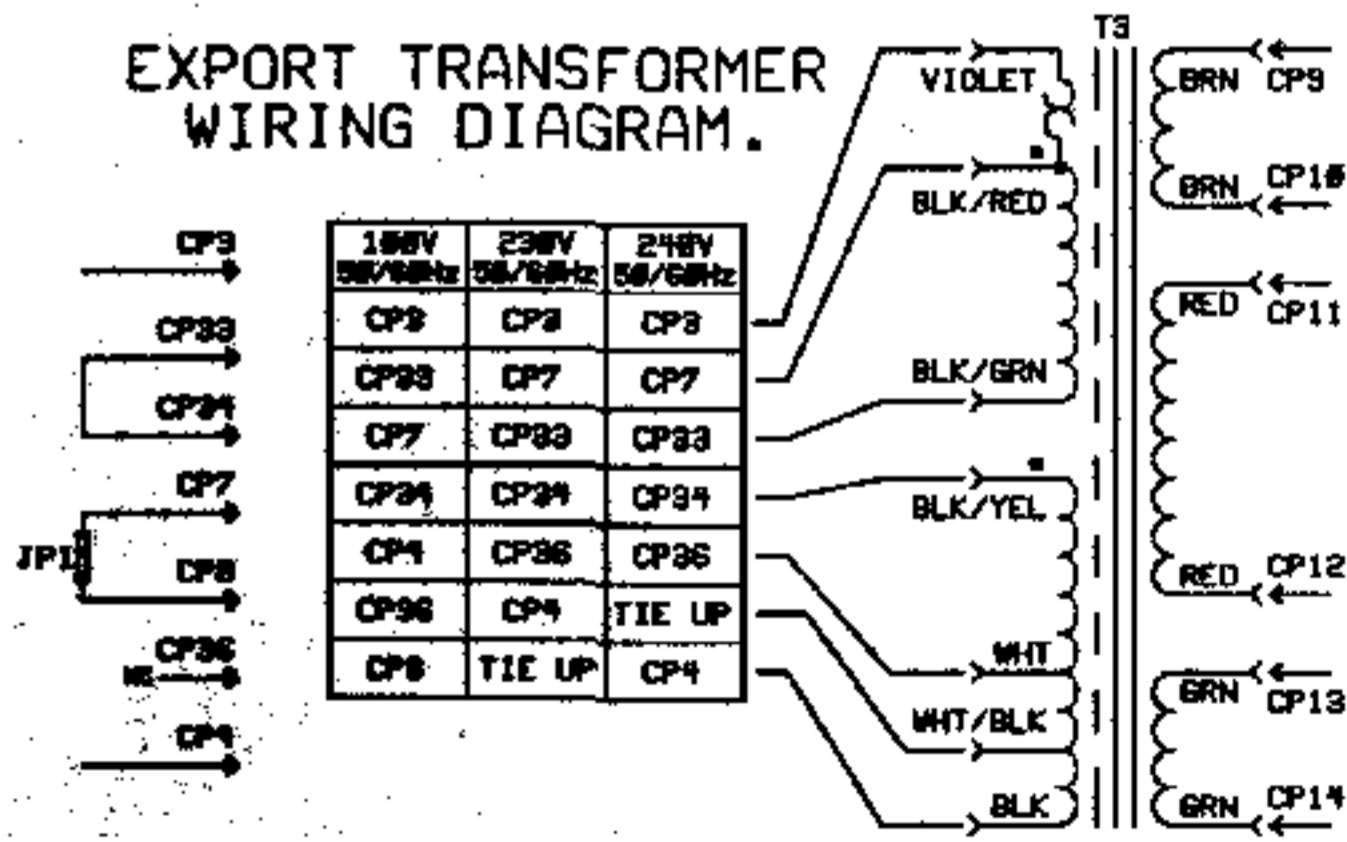 EXPORT TRANSFORMER
WIRING DIAGRAM.
T3
VIOLET
BRN
CP9
BLK/RED
BRN
CP10
CP3
100V 230V 240V
50/60Hz 50/60Hz 50/60Hz
RED
CP11
CP33
CP3 CP3 CP3
CP33 CP7 CP7
BLK/GRN
CP34
CP7 CP33 CP33
CP7
CP34 CP34 CP34
BLK/YEL
JP1
CP8
CP4 CP36 CP36
RED
CP12
CP36 CP4 TIE UP
CP36
NC
CP8 TIE UP CP4
WHT
GRN
CP13
WHT/BLK
CP4
BLK
GRN
CP14